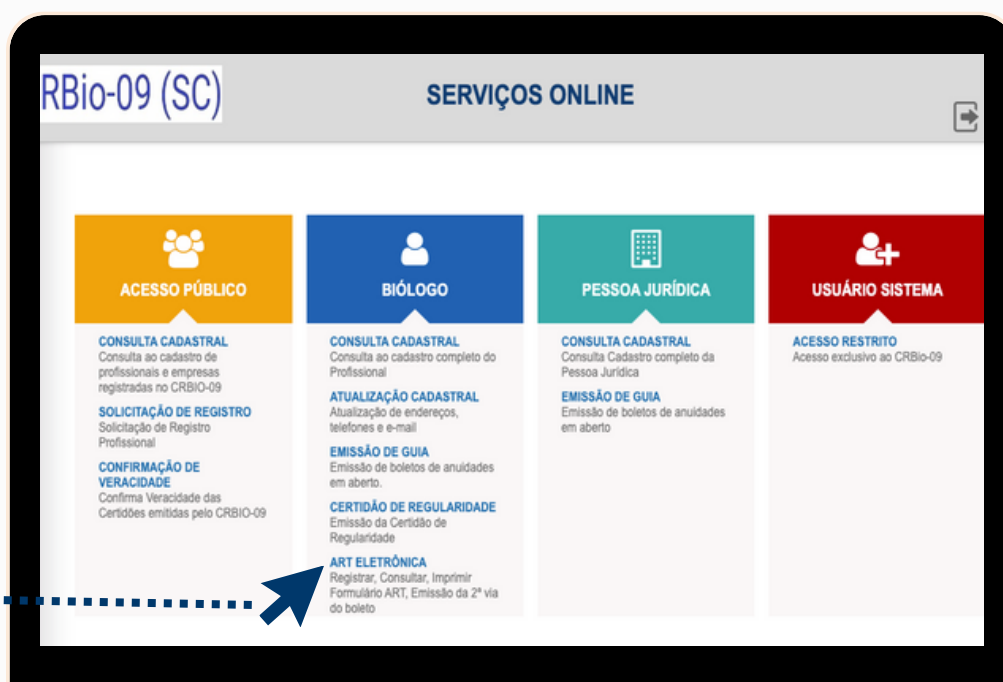 RBio-09 (SC)
SERVIÇOS ONLINE
ACESSO PÚBLICO
CONSULTA CADASTRAL
Consulta ao cadastro de
profissionais e empresas
registradas no CRBIO-09
SOLICITAÇÃO DE REGISTRO
Solicitação de Registro
Profissional
CONFIRMAÇÃO DE
VERACIDADE
Confirma Veracidade das
Certidões emitidas pelo CRBIO-09
BIÓLOGO
CONSULTA CADASTRAL
Consulta ao cadastro completo do
Profissional
ATUALIZAÇÃO CADASTRAL
Atualização de endereços,
telefones e e-mail
EMISSÃO DE GUIA
Emissão de boletos de anuidades
em aberto.
CERTIDÃO DE REGULARIDADE
Emissão da Certidão de
Regularidade
ART ELETRÔNICA
Registrar, Consultar, Imprimir
Formulário ART, Emissão da 2ª via
do boleto
PESSOA JURÍDICA
CONSULTA CADASTRAL
Consulta Cadastro completo da
Pessoa Jurídica
EMISSÃO DE GUIA
Emissão de boletos de anuidades
em aberto
USUÁRIO SISTEMA
ACESSO RESTRITO
Acesso exclusivo ao CRBio-09